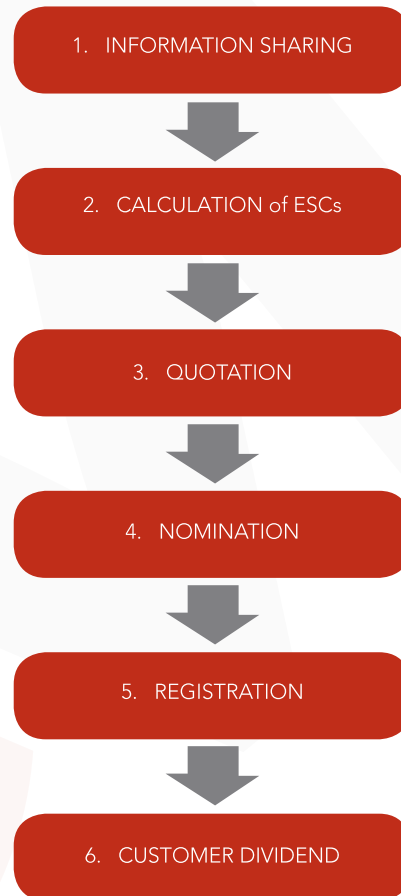 1. INFORMATION SHARING
2. CALCULATION of ESCs
3. QUOTATION
4. NOMINATION
5. REGISTRATION
6. CUSTOMER DIVIDEND